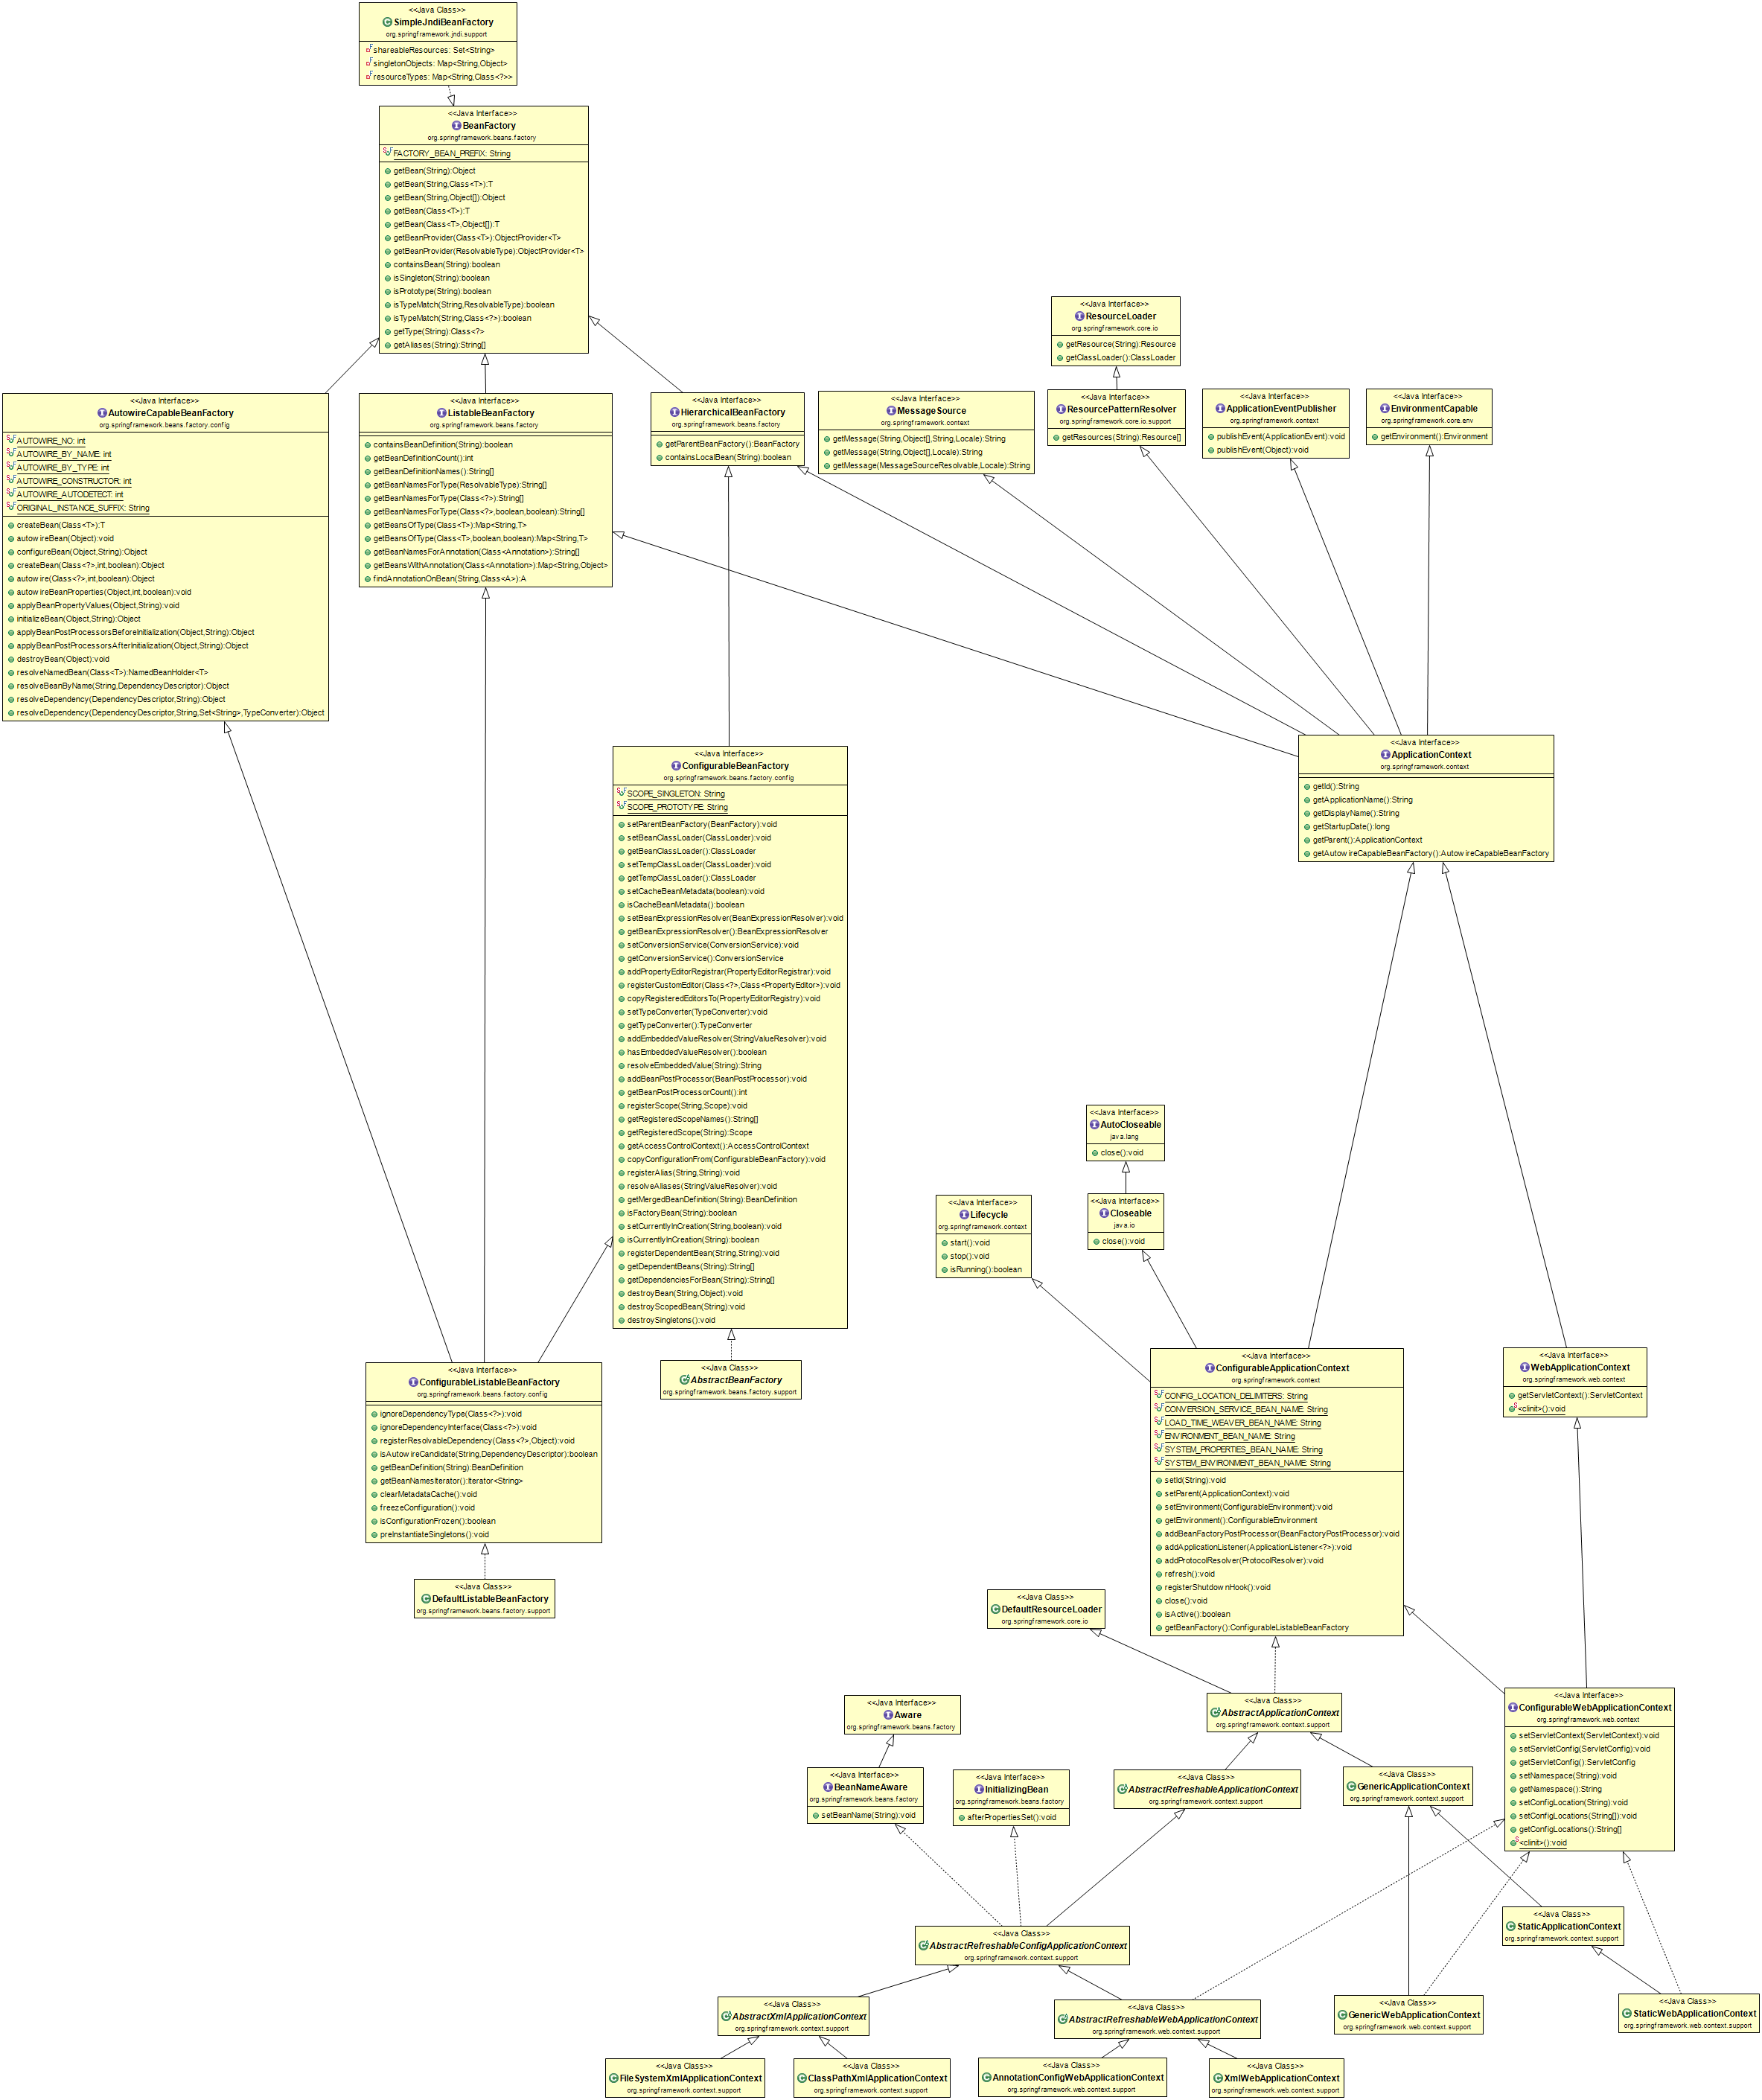 <<Java Class>>
SimpleJndiBeanFactory
org.springframework.jndi.support
shareableResources: Set<String>
singletonObjects: Map<String,Object>
resourceTypes: Map<String,Class<?>>
<<Java Interface>>
BeanFactory
org.springframework.beans.factory
FACTORY_BEAN_PREFIX: String
getBean(String):Object
getBean(String,Class<T>):T
getBean(String,Object[]):Object
getBean(Class<T>):T
getBean(Class<T>,Object[]):T
getBeanProvider(Class<T>):ObjectProvider<T>
getBeanProvider(ResolvableType):ObjectProvider<T>
containsBean(String):boolean
isSingleton(String):boolean
isPrototype(String):boolean
isTypeMatch(String,ResolvableType):boolean
isTypeMatch(String,Class<?>):boolean
getType(String):Class<?>
getAliases(String):String[]
<<Java Interface>>
ResourceLoader
org.springframework.core.io
getResource(String):Resource
getClassLoader():ClassLoader
<<Java Interface>>
AutowireCapableBeanFactory
org.springframework.beans.factory.config
AUTOWIRE_NO: int
AUTOWIRE_BY_NAME: int
AUTOWIRE_BY_TYPE: int
AUTOWIRE_CONSTRUCTOR: int
AUTOWIRE_AUTODETECT: int
ORIGINAL_INSTANCE_SUFFIX: String
createBean(Class<T>):T
autowireBean(Object):void
configureBean(Object,String):Object
createBean(Class<?>,int,boolean):Object
autowire(Class<?>,int,boolean):Object
autowireBeanProperties(Object,int,boolean):void
applyBeanPropertyValues(Object,String):void
initializeBean(Object,String):Object
applyBeanPostProcessorsBeforeInitialization(Object,String):Object
applyBeanPostProcessorsAfterInitialization(Object,String):Object
destroyBean(Object):void
resolveNamedBean(Class<T>):NamedBeanHolder<T>
resolveBeanByName(String,DependencyDescriptor):Object
resolveDependency(DependencyDescriptor,String):Object
resolveDependency(DependencyDescriptor,String,Set<String>,TypeConverter):Object
<<Java Interface>>
ListableBeanFactory
org.springframework.beans.factory
containsBeanDefinition(String):boolean
getBeanDefinitionCount():int
getBeanDefinitionNames():String[]
getBeanNamesForType(ResolvableType):String[]
getBeanNamesForType(Class<?>):String[]
getBeanNamesForType(Class<?>,boolean,boolean):String[]
getBeansOfType(Class<T>):Map<String,T>
getBeansOfType(Class<T>,boolean,boolean):Map<String,T>
getBeanNamesForAnnotation(Class<Annotation>):String[]
getBeansWithAnnotation(Class<Annotation>):Map<String,Object>
findAnnotationOnBean(String,Class<A>):A
<<Java Interface>>
HierarchicalBeanFactory
org.springframework.beans.factory
getParentBeanFactory():BeanFactory
containsLocalBean(String):boolean
<<Java Interface>>
MessageSource
org.springframework.context
getMessage(String,Object[],String,Locale):String
getMessage(String,Object[],Locale):String
getMessage(MessageSourceResolvable,Locale):String
<<Java Interface>>
ResourcePatternResolver
org.springframework.core.io.support
getResources(String):Resource[]
<<Java Interface>>
ApplicationEventPublisher
org.springframework.context
publishEvent(ApplicationEvent):void
publishEvent(Object):void
<<Java Interface>>
EnvironmentCapable
org.springframework.core.env
getEnvironment():Environment
<<Java Interface>>
ConfigurableBeanFactory
org.springframework.beans.factory.config
SCOPE_SINGLETON: String
SCOPE_PROTOTYPE: String
setParentBeanFactory(BeanFactory):void
setBeanClassLoader(ClassLoader):void
getBeanClassLoader():ClassLoader
setTempClassLoader(ClassLoader):void
getTempClassLoader():ClassLoader
setCacheBeanMetadata(boolean):void
isCacheBeanMetadata():boolean
setBeanExpressionResolver(BeanExpressionResolver):void
getBeanExpressionResolver():BeanExpressionResolver
setConversionService(ConversionService):void
getConversionService():ConversionService
addPropertyEditorRegistrar(PropertyEditorRegistrar):void
registerCustomEditor(Class<?>,Class<PropertyEditor>):void
copyRegisteredEditorsTo(PropertyEditorRegistry):void
setTypeConverter(TypeConverter):void
getTypeConverter():TypeConverter
addEmbeddedValueResolver(StringValueResolver):void
hasEmbeddedValueResolver():boolean
resolveEmbeddedValue(String):String
addBeanPostProcessor(BeanPostProcessor):void
getBeanPostProcessorCount():int
registerScope(String,Scope):void
getRegisteredScopeNames():String[]
getRegisteredScope(String):Scope
getAccessControlContext():AccessControlContext
copyConfigurationFrom(ConfigurableBeanFactory):void
registerAlias(String,String):void
resolveAliases(StringValueResolver):void
getMergedBeanDefinition(String):BeanDefinition
isFactoryBean(String):boolean
setCurrentlyInCreation(String,boolean):void
isCurrentlyInCreation(String):boolean
registerDependentBean(String,String):void
getDependentBeans(String):String[]
getDependenciesForBean(String):String[]
destroyBean(String,Object):void
destroyScopedBean(String):void
destroySingletons():void
<<Java Interface>>
ApplicationContext
org.springframework.context
getId():String
getApplicationName():String
getDisplayName():String
getStartupDate():long
getParent():ApplicationContext
getAutowireCapableBeanFactory():AutowireCapableBeanFactory
<<Java Interface>>
AutoCloseable
java.lang
close():void
<<Java Interface>>
Lifecycle
org.springframework.context
start():void
stop():void
isRunning():boolean
<<Java Interface>>
Closeable
java.io
close():void
<<Java Interface>>
ConfigurableListableBeanFactory
org.springframework.beans.factory.config
ignoreDependencyType(Class<?>):void
ignoreDependencyInterface(Class<?>):void
registerResolvableDependency(Class<?>,Object):void
isAutowireCandidate(String,DependencyDescriptor):boolean
getBeanDefinition(String):BeanDefinition
getBeanNamesIterator():Iterator<String>
clearMetadataCache():void
freezeConfiguration():void
isConfigurationFrozen():boolean
preInstantiateSingletons():void
<<Java Class>>
AbstractBeanFactory
org.springframework.beans.factory.support
<<Java Interface>>
ConfigurableApplicationContext
org.springframework.context
CONFIG_LOCATION_DELIMITERS: String
CONVERSION_SERVICE_BEAN_NAME: String
LOAD_TIME_WEAVER_BEAN_NAME: String
ENVIRONMENT_BEAN_NAME: String
SYSTEM_PROPERTIES_BEAN_NAME: String
SYSTEM_ENVIRONMENT_BEAN_NAME: String
setId(String):void
setParent(ApplicationContext):void
setEnvironment(ConfigurableEnvironment):void
getEnvironment():ConfigurableEnvironment
addBeanFactoryPostProcessor(BeanFactoryPostProcessor):void
addApplicationListener(ApplicationListener<?>):void
addProtocolResolver(ProtocolResolver):void
refresh():void
registerShutdownHook():void
close():void
isActive():boolean
getBeanFactory():ConfigurableListableBeanFactory
<<Java Interface>>
WebApplicationContext
org.springframework.web.context
getServletContext():ServletContext
<clinit>():void
<<Java Class>>
DefaultListableBeanFactory
org.springframework.beans.factory.support
<<Java Class>>
DefaultResourceLoader
org.springframework.core.io
<<Java Interface>>
Aware
org.springframework.beans.factory
<<Java Class>>
AbstractApplicationContext
org.springframework.context.support
<<Java Interface>>
ConfigurableWebApplicationContext
org.springframework.web.context
setServletContext(ServletContext):void
setServletConfig(ServletConfig):void
getServletConfig():ServletConfig
setNamespace(String):void
getNamespace():String
setConfigLocation(String):void
setConfigLocations(String[]):void
getConfigLocations():String[]
<clinit>():void
<<Java Interface>>
BeanNameAware
org.springframework.beans.factory
setBeanName(String):void
<<Java Interface>>
InitializingBean
org.springframework.beans.factory
afterPropertiesSet():void
<<Java Class>>
AbstractRefreshableApplicationContext
org.springframework.context.support
<<Java Class>>
GenericApplicationContext
org.springframework.context.support
<<Java Class>>
StaticApplicationContext
org.springframework.context.support
<<Java Class>>
AbstractRefreshableConfigApplicationContext
org.springframework.context.support
<<Java Class>>
AbstractXmlApplicationContext
org.springframework.context.support
<<Java Class>>
AbstractRefreshableWebApplicationContext
org.springframework.web.context.support
<<Java Class>>
GenericWebApplicationContext
org.springframework.web.context.support
<<Java Class>>
StaticWebApplicationContext
org.springframework.web.context.support
<<Java Class>>
FileSystemXmlApplicationContext
org.springframework.context.support
<<Java Class>>
ClassPathXmlApplicationContext
org.springframework.context.support
<<Java Class>>
AnnotationConfigWebApplicationContext
org.springframework.web.context.support
<<Java Class>>
XmlWebApplicationContext
org.springframework.web.context.support